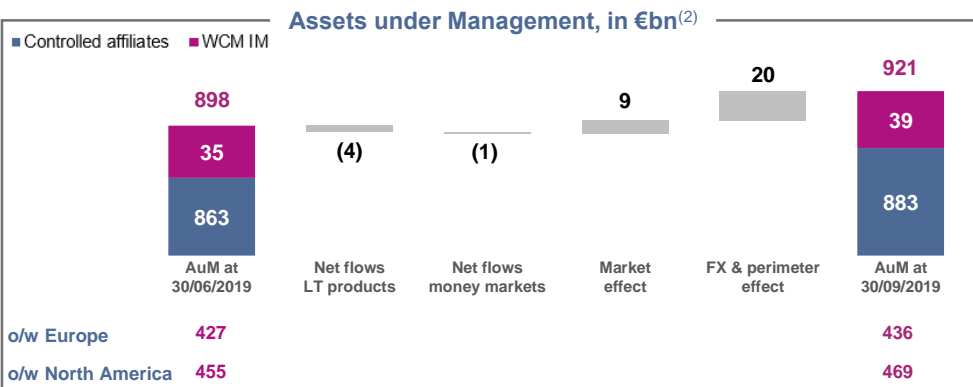 Assets under Management, in €bn(2)
Controlled affiliates WCM IM
898 (4) (1) 9 20 921
35 39
863 883
AuM at Net flows Net flows Market FX & perimeter AuM at
30/06/2019 LT products money markets effect effect 30/09/2019
o/w Europe 427 436
o/w North America 455 469